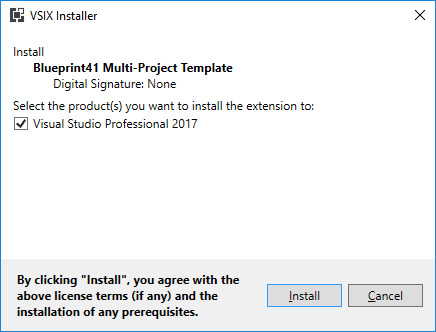 VSIX Installer
Install
Blueprint41 Multi-Project Template
Digital Signature: None
Select the product(s) you want to install the extension to:
Visual Studio Professional 2017
By clicking "Install", you agree with the
above license terms (if any) and the
installation of any prerequisites.
Install
Cancel